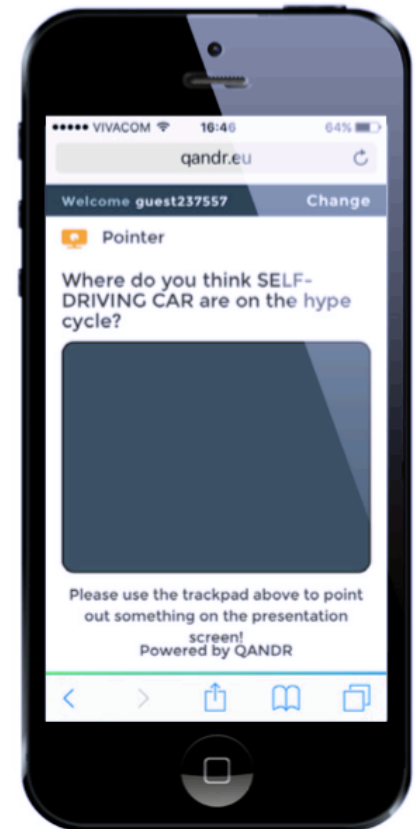 VIVACOM 16:46 64%
qandr.eu
Welcome guest237557 Change
Pointer
Where do you think SELF-
DRIVING CAR are on the hype
cycle?
Please use the trackpad above to point
out something on the presentation
screen!
Powered by QANDR